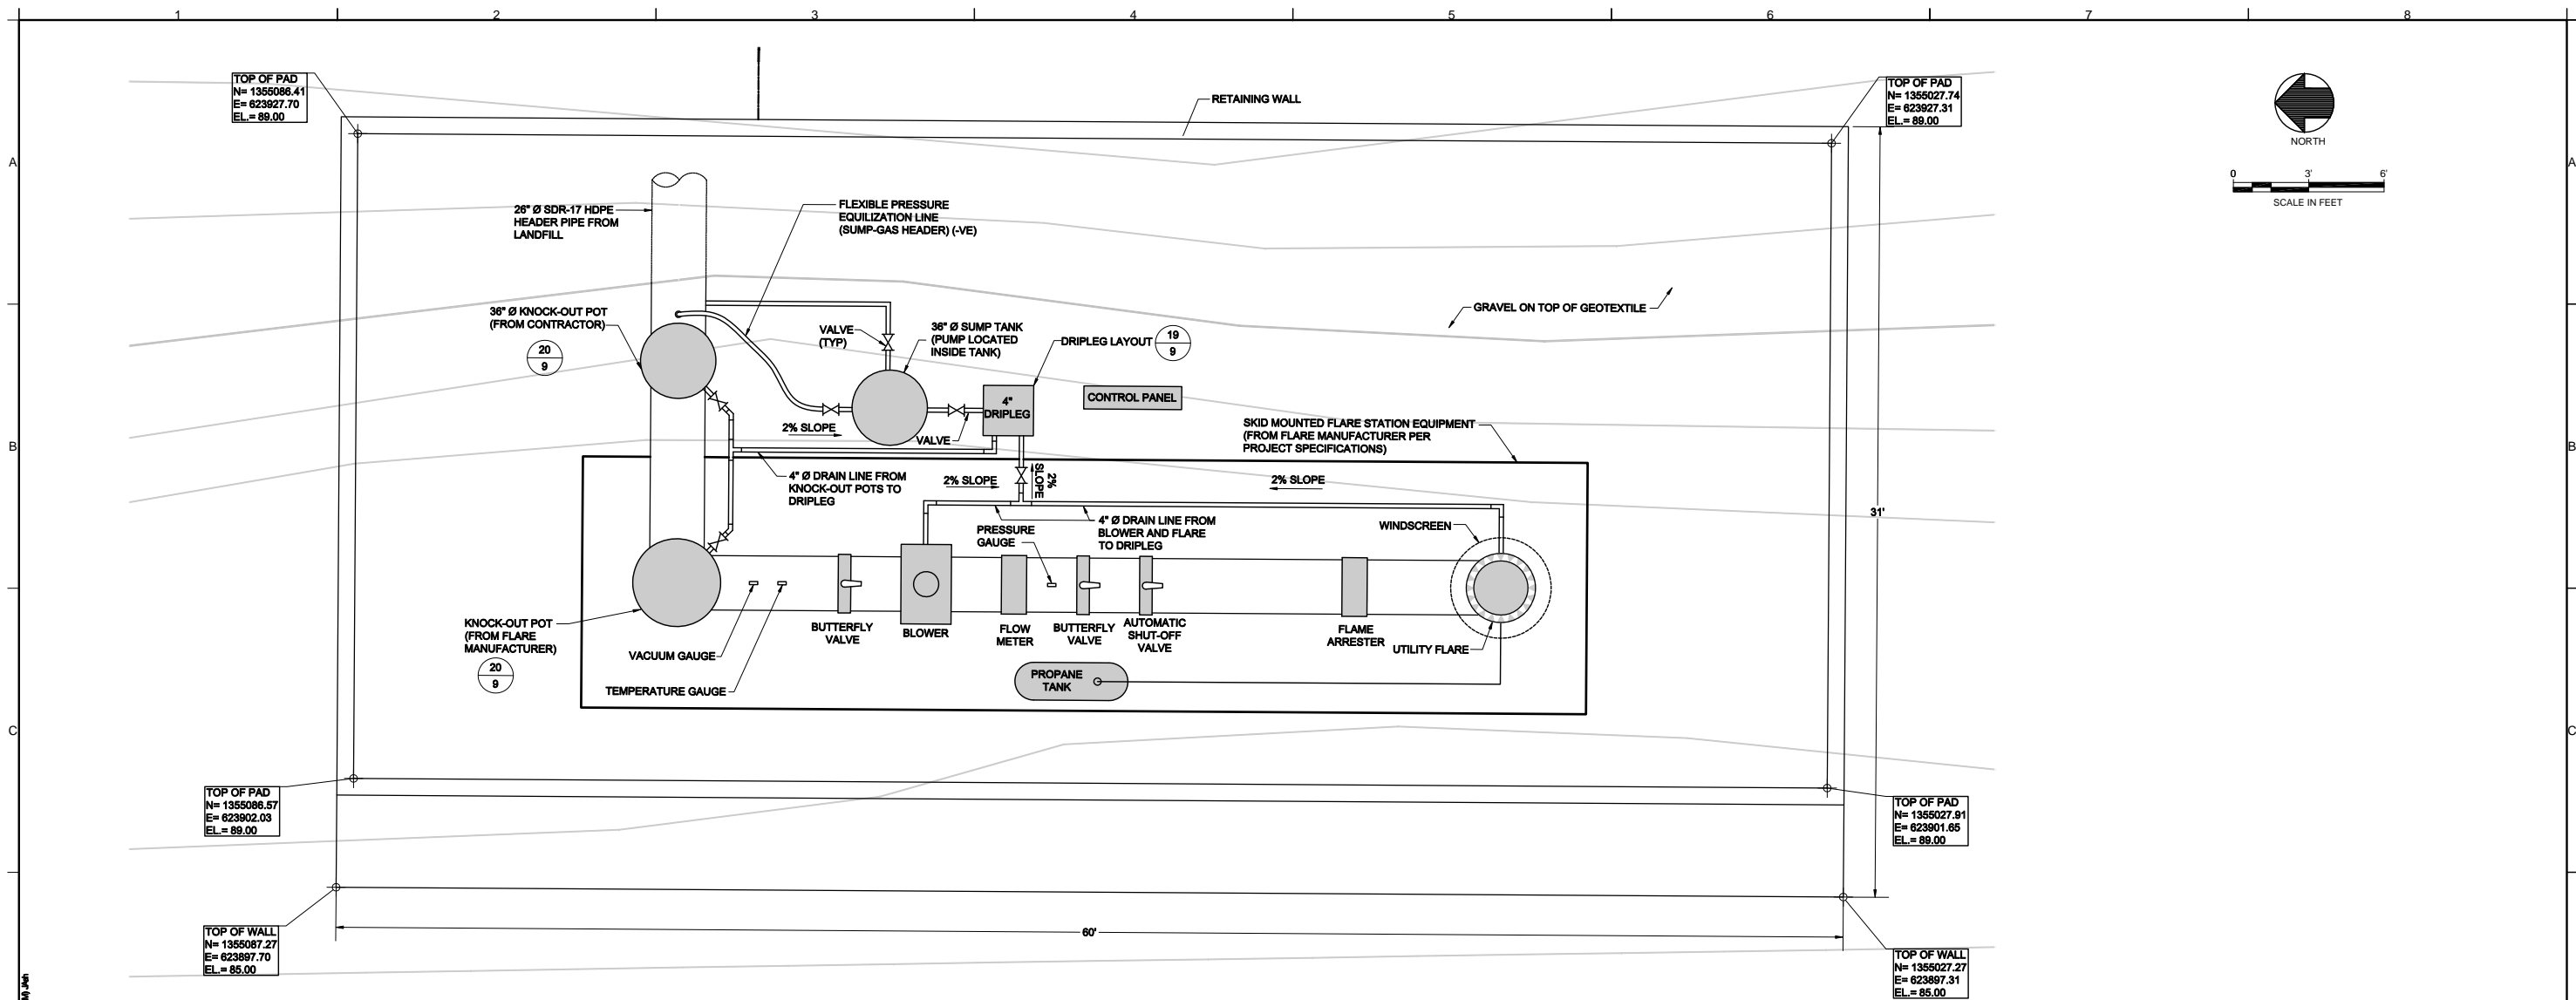 1
2
3
4
5
6
7
8
A
A
B
B
C
C
TOP OF PAD
N= 1355086.41
E= 623927.70
EL.= 89.00
RETAINING WALL
TOP OF PAD
N= 1355027.74
E= 623927.31
EL.= 89.00
NORTH
0
3'
6'
SCALE IN FEET
26" Ø SDR-17 HDPE
HEADER PIPE FROM
LANDFILL
FLEXIBLE PRESSURE
EQUILIZATION LINE
(SUMP-GAS HEADER) (-VE)
36" Ø KNOCK-OUT POT
(FROM CONTRACTOR)
20
9
VALVE
(TYP)
36" Ø SUMP TANK
(PUMP LOCATED
INSIDE TANK)
DRIPLEG LAYOUT
19
9
GRAVEL ON TOP OF GEOTEXTILE
4"
DRIPLEG
CONTROL PANEL
2% SLOPE
VALVE
SKID MOUNTED FLARE STATION EQUIPMENT
(FROM FLARE MANUFACTURER PER
PROJECT SPECIFICATIONS)
4" Ø DRAIN LINE FROM
KNOCK-OUT POTS TO
DRIPLEG
2% SLOPE
2%
SLOPE
2% SLOPE
31'
PRESSURE
GAUGE
4" Ø DRAIN LINE FROM
BLOWER AND FLARE
TO DRIPLEG
WINDSCREEN
KNOCK-OUT POT
(FROM FLARE
MANUFACTURER)
20
9
VACUUM GAUGE
TEMPERATURE GAUGE
BUTTERFLY
VALVE
BLOWER
FLOW
METER
BUTTERFLY
VALVE
AUTOMATIC
SHUT-OFF
VALVE
FLAME
ARRESTER
UTILITY FLARE
PROPANE
TANK
TOP OF PAD
N= 1355086.57
E= 623902.03
EL.= 89.00
TOP OF PAD
N= 1355027.91
E= 623901.65
EL.= 89.00
60'
TOP OF WALL
N= 1355087.27
E= 623897.70
EL.= 85.00
TOP OF WALL
N= 1355027.27
E= 623897.31
EL.= 85.00